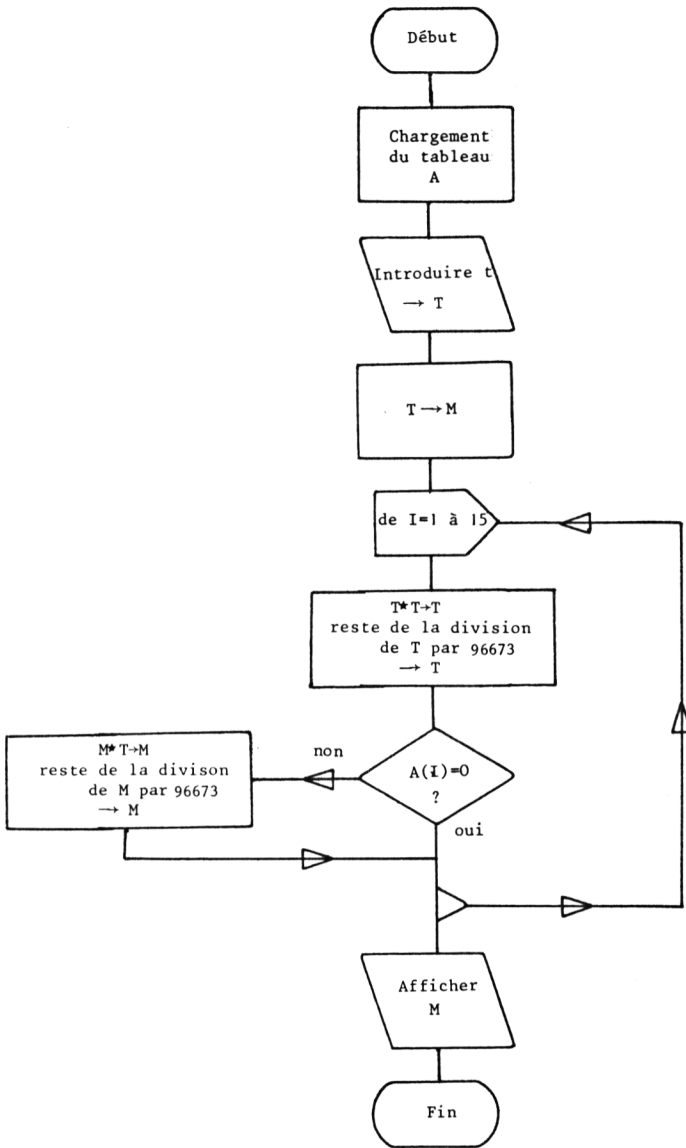 Début
Chargement
du tableau
A
Introduire t
→ T
T → M
de I=1 à 15
T*T→T
reste de la division
de T par 96673
→ T
A(I)=0
?
non
oui
M*T→M
reste de la divison
de M par 96673
→ M
Afficher
M
Fin